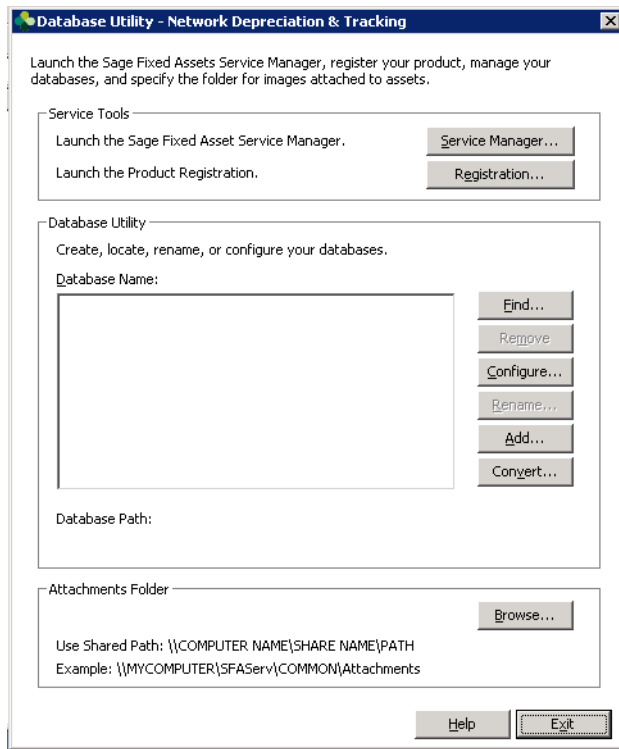 Database Utility - Network Depreciation & Tracking
Launch the Sage Fixed Assets Service Manager, register your product, manage your
databases, and specify the folder for images attached to assets.
Service Tools
Launch the Sage Fixed Asset Service Manager.
Service Manager...
Launch the Product Registration.
Registration...
Database Utility
Create, locate, rename, or configure your databases.
Database Name:
Find...
Remove
Configure...
Rename...
Add...
Convert...
Database Path:
Attachments Folder
Browse...
Use Shared Path: \\COMPUTER NAME\SHARE NAME\PATH
Example: \\MYCOMPUTER\SFAServ\COMMON\Attachments
Help
Exit